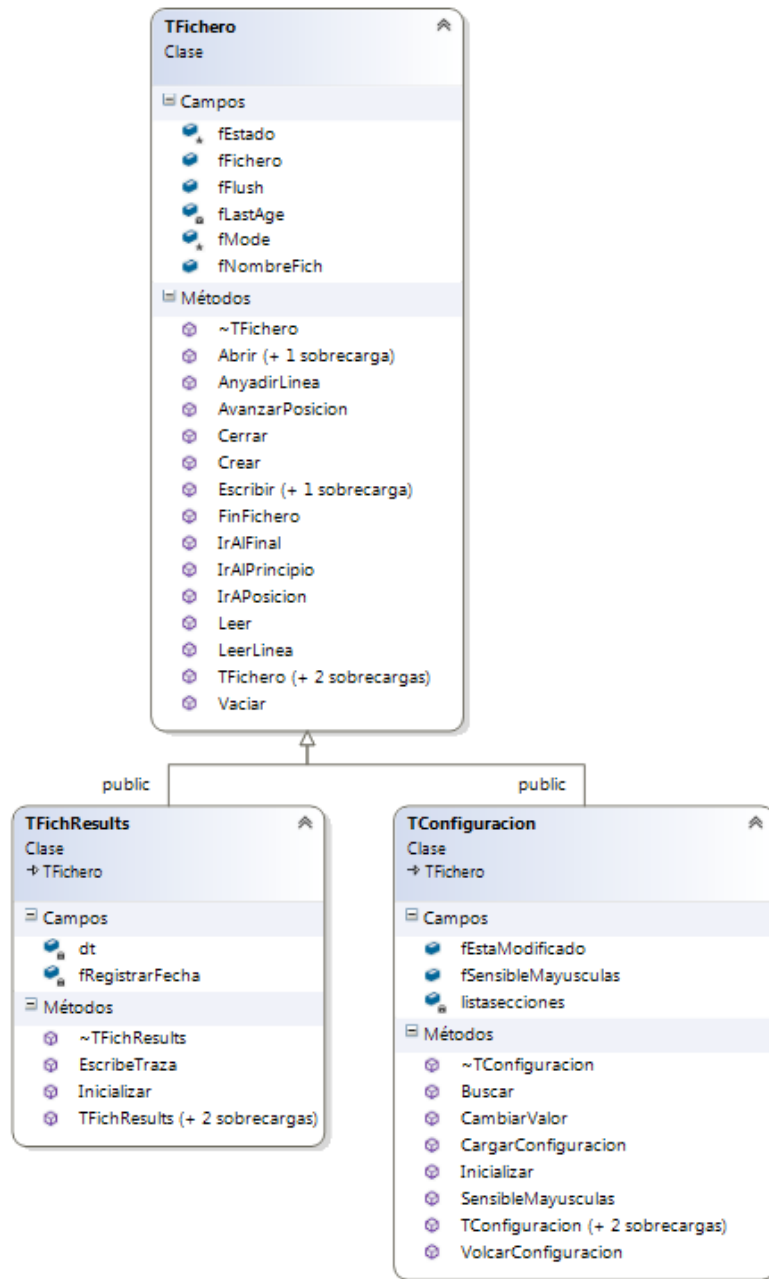 TFichero
Clase
Campos
fEstado
fFichero
fFlush
fLastAge
fMode
fNombreFich
Métodos
~TFichero
Abrir (+ 1 sobrecarga)
AnyadirLinea
AvanzarPosicion
Cerrar
Crear
Escribir (+ 1 sobrecarga)
FinFichero
IrAlFinal
IrAlPrincipio
IrAPosicion
Leer
LeerLinea
TFichero (+ 2 sobrecargas)
Vaciar
public
public
TFichResults
Clase
TFichero
Campos
dt
fRegistrarFecha
Métodos
~TFichResults
EscribeTraza
Inicializar
TFichResults (+ 2 sobrecargas)
TConfiguracion
Clase
TFichero
Campos
fEstaModificado
fSensibleMayusculas
listasecciones
Métodos
~TConfiguracion
Buscar
CambiarValor
CargarConfiguracion
Inicializar
SensibleMayusculas
TConfiguracion (+ 2 sobrecargas)
VolcarConfiguracion